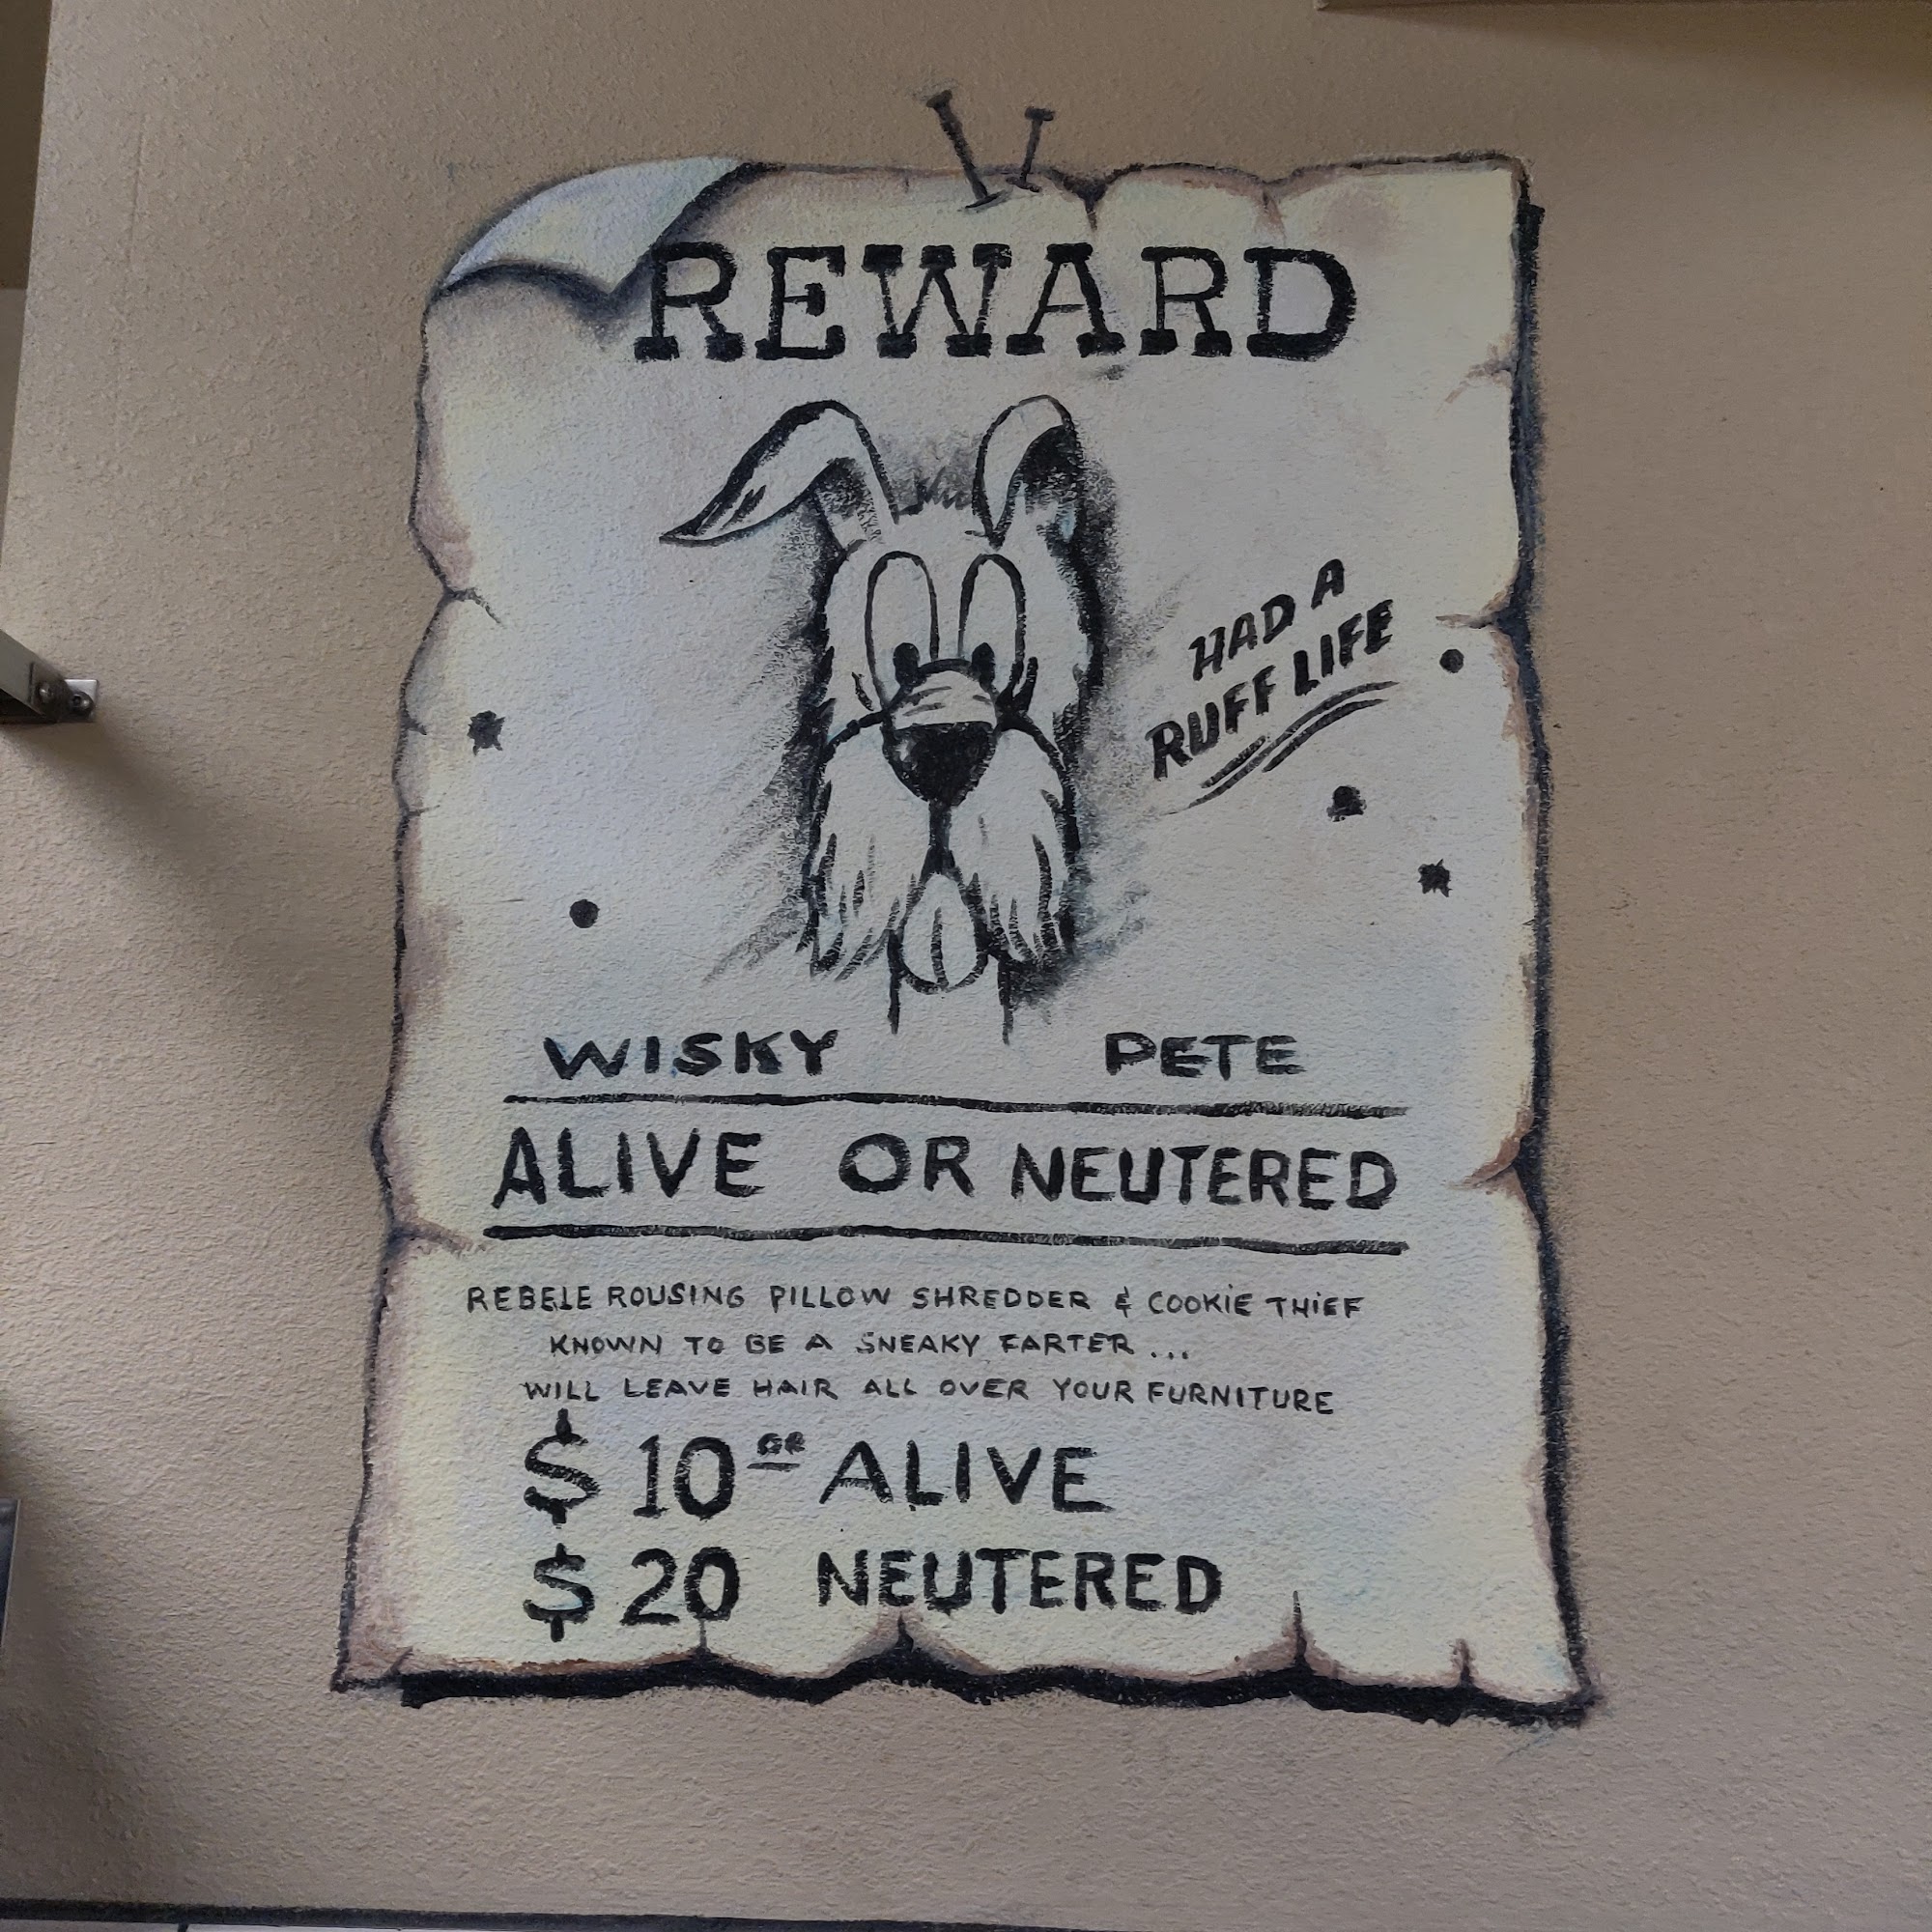 REWARD
HAD A
RUFF LIFE
WISKY PETE
ALIVE OR NEUTERED
REBELE ROUSING PILLOW SHREDDER & COOKIE THIEF
KNOWN TO BE A SNEAKY FARTER...
WILL LEAVE HAIR ALL OVER YOUR FURNITURE
$ 10 ALIVE
$ 20 NEUTERED